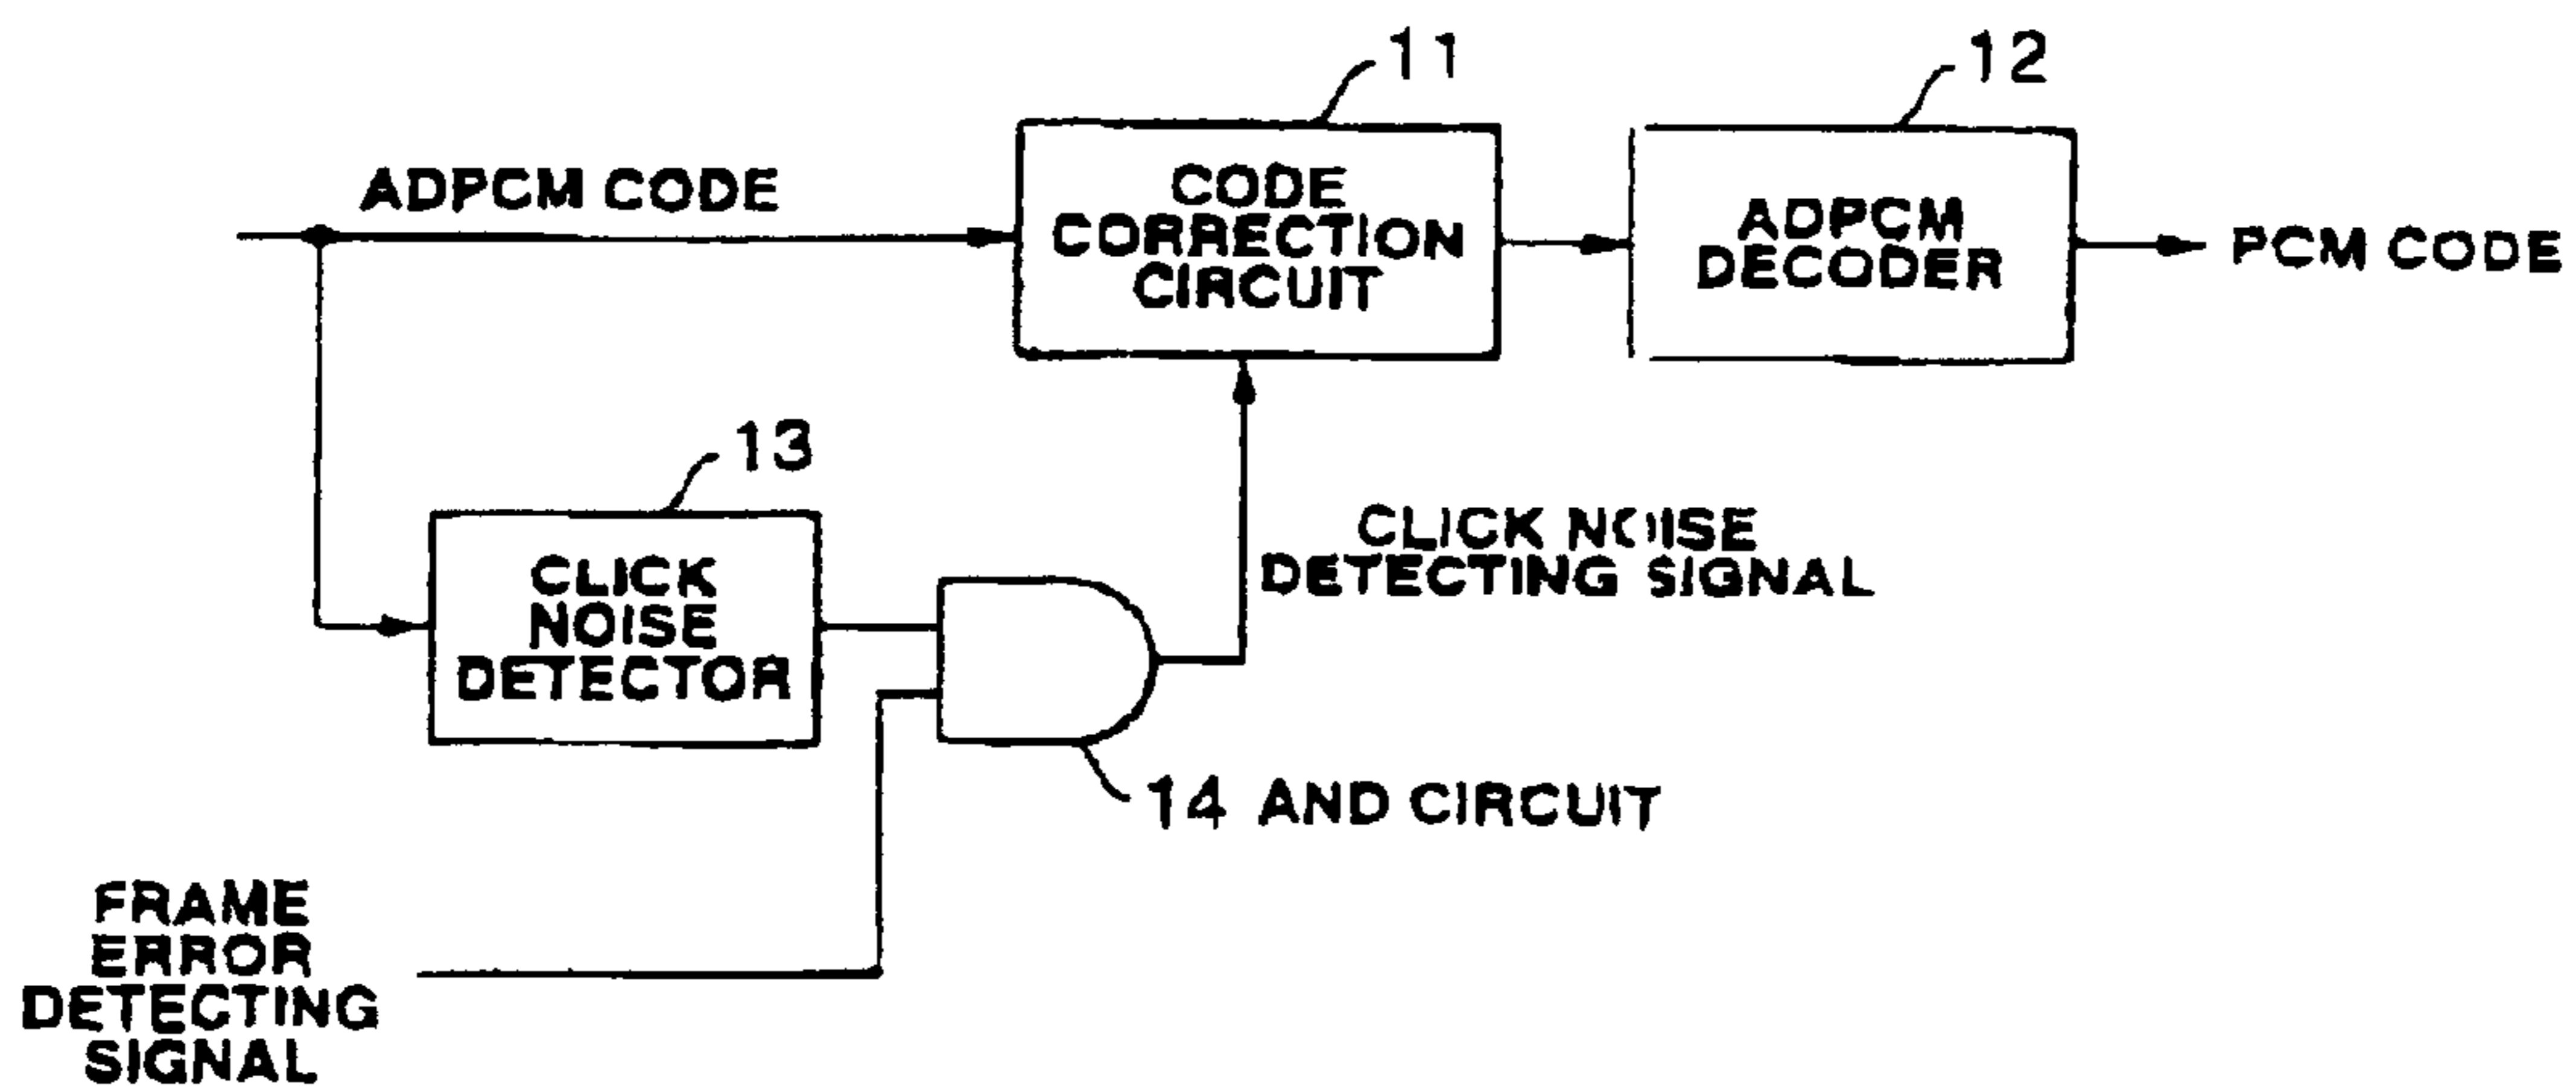 11
12
ADPCM CODE
CODE
CORRECTION
CIRCUIT
ADPCM
DECODER
PCM CODE
13
CLICK
NOISE
DETECTOR
CLICK NOISE
DETECTING SIGNAL
14 AND CIRCUIT
FRAME
ERROR
DETECTING
SIGNAL